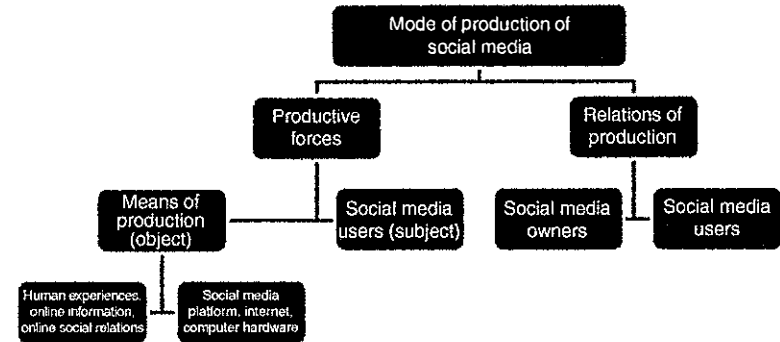 Mode of production of
social media
Productive
forces
Relations of
production
Means of
production
(object)
Social media
users (subject)
Social media
owners
Social media
users
Human experiences,
online information,
online social relations
Social media
platform, internet,
computer hardware